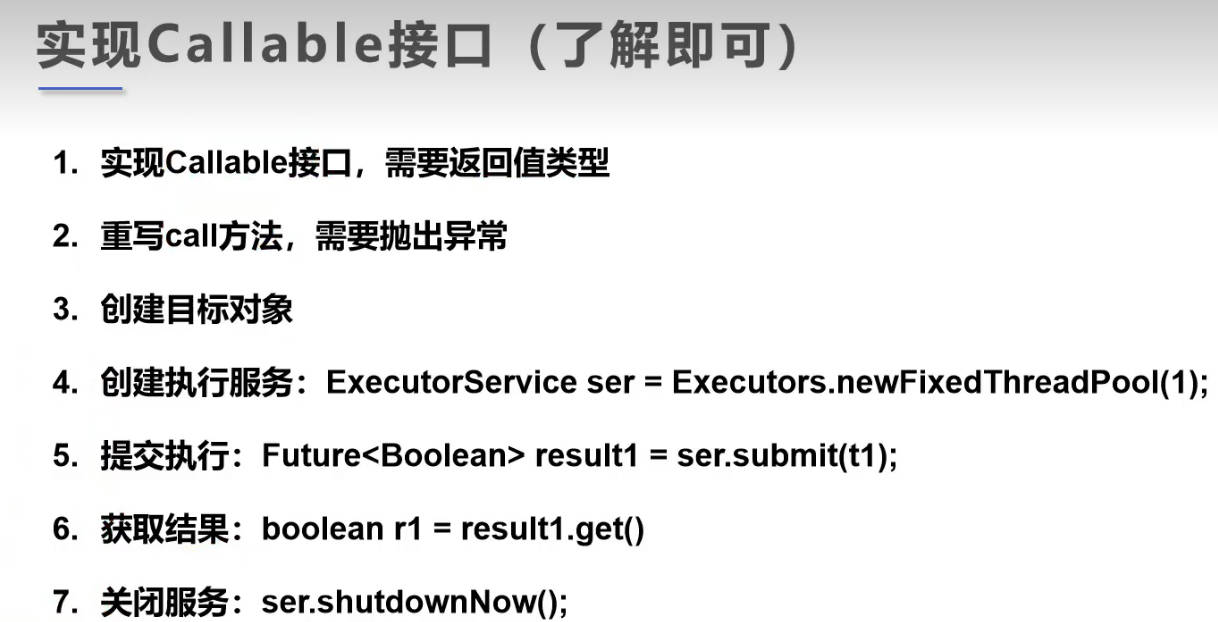 实现Callable接口（了解即可）
1. 实现Callable接口，需要返回值类型
2. 重写call方法，需要抛出异常
3. 创建目标对象
4. 创建执行服务：ExecutorService ser = Executors.newFixedThreadPool(1);
5. 提交执行：Future<Boolean> result1 = ser.submit(t1);
6. 获取结果：boolean r1 = result1.get()
7. 关闭服务：ser.shutdownNow();